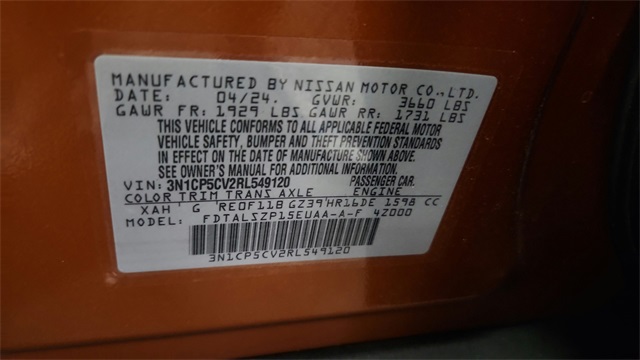 MANUFACTURED BY NISSAN MOTOR CO.,LTD.
DATE: 04/24. GVWR: 3660 LBS
GAWR FR: 1929 LBS GAWR RR: 1731 LBS
THIS VEHICLE CONFORMS TO ALL APPLICABLE FEDERAL MOTOR
VEHICLE SAFETY, BUMPER AND THEFT PREVENTION STANDARDS
IN EFFECT ON THE DATE OF MANUFACTURE SHOWN ABOVE.
SEE OWNER'S MANUAL FOR FURTHER INFORMATION.
VIN: 3N1CP5CV2RL549120 PASSENGER CAR.
COLOR TRIM TRANS AXLE ENGINE
XAH G RE0F11B GZ39 HR16DE 1598 CC
MODEL: FDTALSZP15EUAA-A-F 4Z000
3N1CP5CV2RL549120